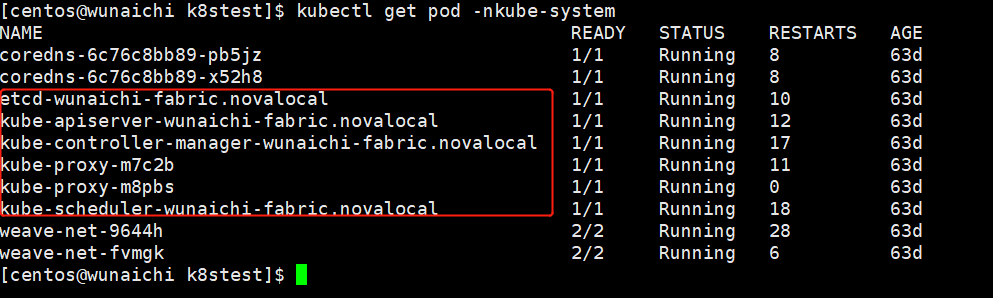 [centos@wunaichi k8stest]$ kubectl get pod -nkube-system
NAME READY STATUS RESTARTS AGE
coredns-6c76c8bb89-pb5jz 1/1 Running 8 63d
coredns-6c76c8bb89-x52h8 1/1 Running 8 63d
etcd-wunaichi-fabric.novalocal 1/1 Running 10 63d
kube-apiserver-wunaichi-fabric.novalocal 1/1 Running 12 63d
kube-controller-manager-wunaichi-fabric.novalocal 1/1 Running 17 63d
kube-proxy-m7c2b 1/1 Running 11 63d
kube-proxy-m8pbs 1/1 Running 0 63d
kube-scheduler-wunaichi-fabric.novalocal 1/1 Running 18 63d
weave-net-9644h 2/2 Running 28 63d
weave-net-fvmgk 2/2 Running 6 63d
[centos@wunaichi k8stest]$